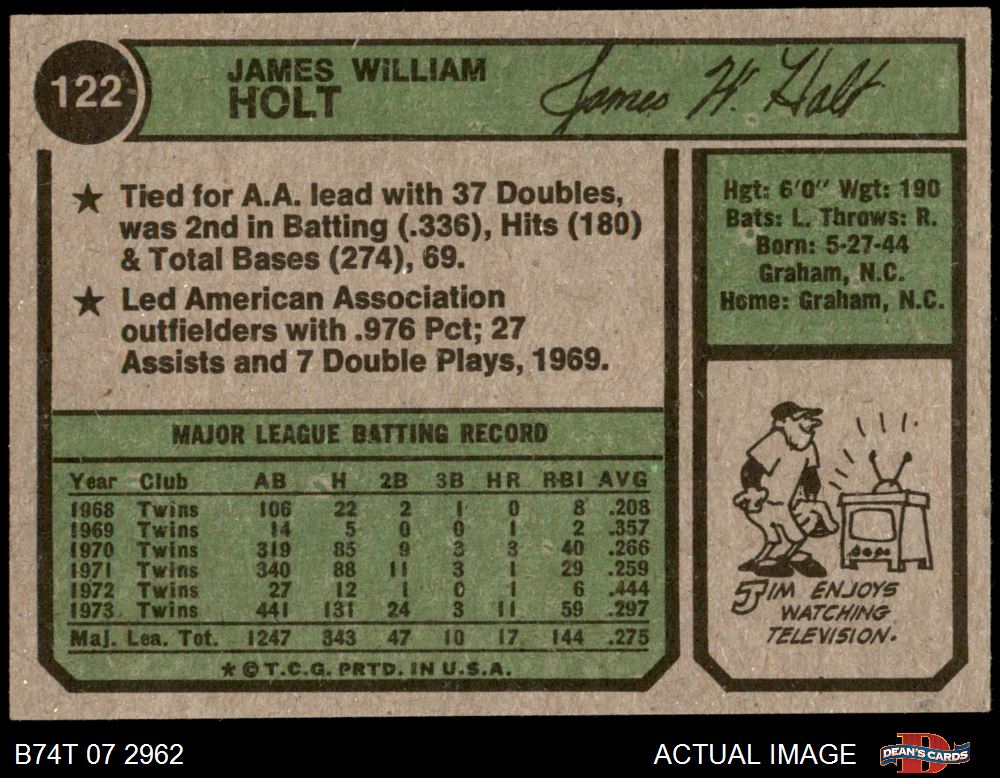 122
JAMES WILLIAM
HOLT
James W. Holt
★ Tied for A.A. lead with 37 Doubles,
was 2nd in Batting (.336), Hits (180)
& Total Bases (274), 69.
★ Led American Association
outfielders with .976 Pct; 27
Assists and 7 Double Plays, 1969.
Hgt: 6'0" Wgt: 190
Bats: L. Throws: R.
Born: 5-27-44
Graham, N.C.
Home: Graham, N.C.
MAJOR LEAGUE BATTING RECORD
Year Club AB H 2B 3B HR RBI AVG
1968 Twins 106 22 2 1 0 8 .208
1969 Twins 14 5 0 0 1 2 .357
1970 Twins 319 85 9 3 3 40 .266
1971 Twins 340 88 11 3 1 29 .259
1972 Twins 27 12 1 0 1 6 .444
1973 Twins 441 131 24 3 11 59 .297
Maj. Lea. Tot. 1247 343 47 10 17 144 .275
★ © T.C.G. PRTD. IN U.S.A.
JIM ENJOYS
WATCHING
TELEVISION.
B74T 07 2962
ACTUAL IMAGE
DEAN'S CARDS